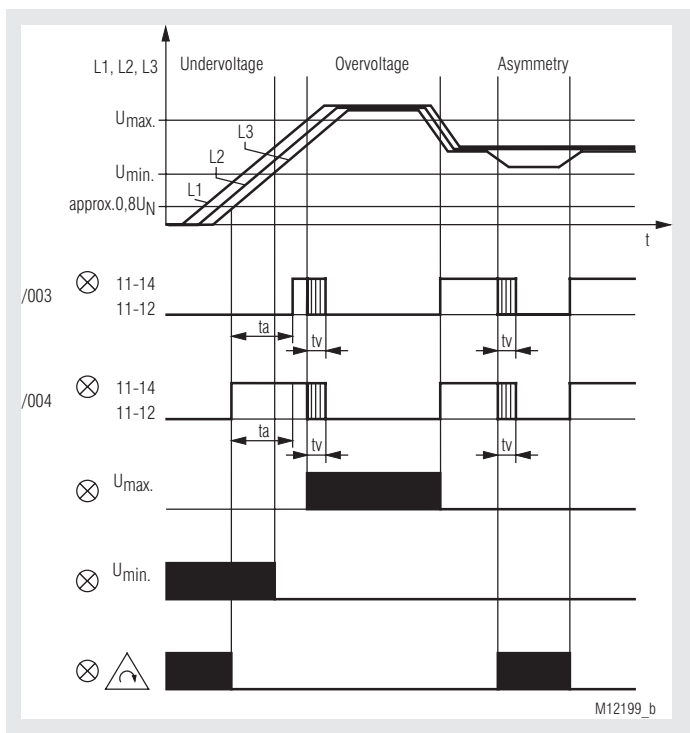 L1, L2, L3 Undervoltage Overvoltage Asymmetry
Umax.
L3
L2
Umin.
L1
approx.0,8UN
t
/003 11-14
11-12
ta
tv tv
/004 11-14
11-12
ta
tv tv
Umax.
Umin.
M12199_b